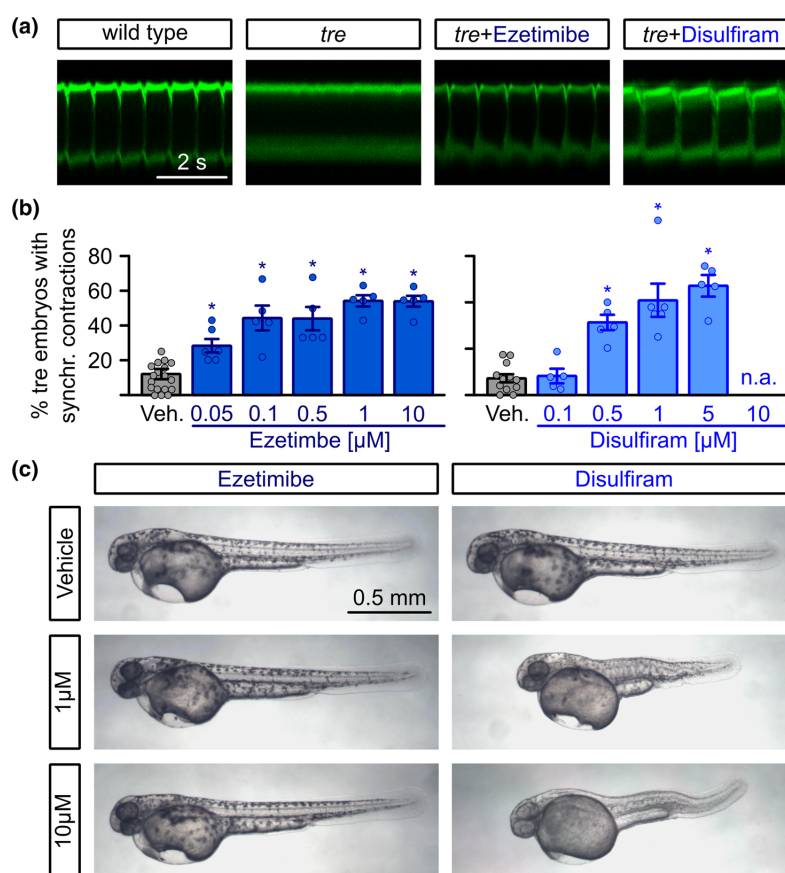 (a)
wild type
tre
tre+Ezetimibe
tre+Disulfiram
2 s
(b)
% tre embryos with
synchr. contractions
80
60
40
20
* * * * *
Veh. 0.05 0.1 0.5 1 10
Ezetimbe [µM]
* * *
n.a.
Veh. 0.1 0.5 1 5 10
Disulfiram [µM]
(c)
Ezetimibe
Disulfiram
Vehicle
0.5 mm
1µM
10µM